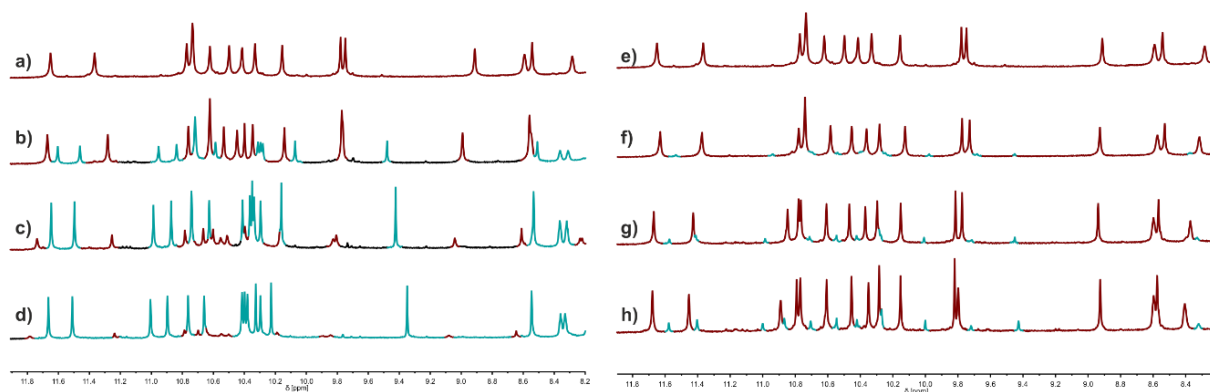 a)
b)
c)
d)
11.6 11.4 11.2 11.0 10.8 10.6 10.4 10.2 10.0 9.8 9.6 9.4 9.2 9.0 8.8 8.6 8.4 8.2
δ [ppm]
e)
f)
g)
h)
11.8 11.6 11.4 11.2 11.0 10.8 10.6 10.4 10.2 10.0 9.8 9.6 9.4 9.2 9.0 8.8 8.6 8.4